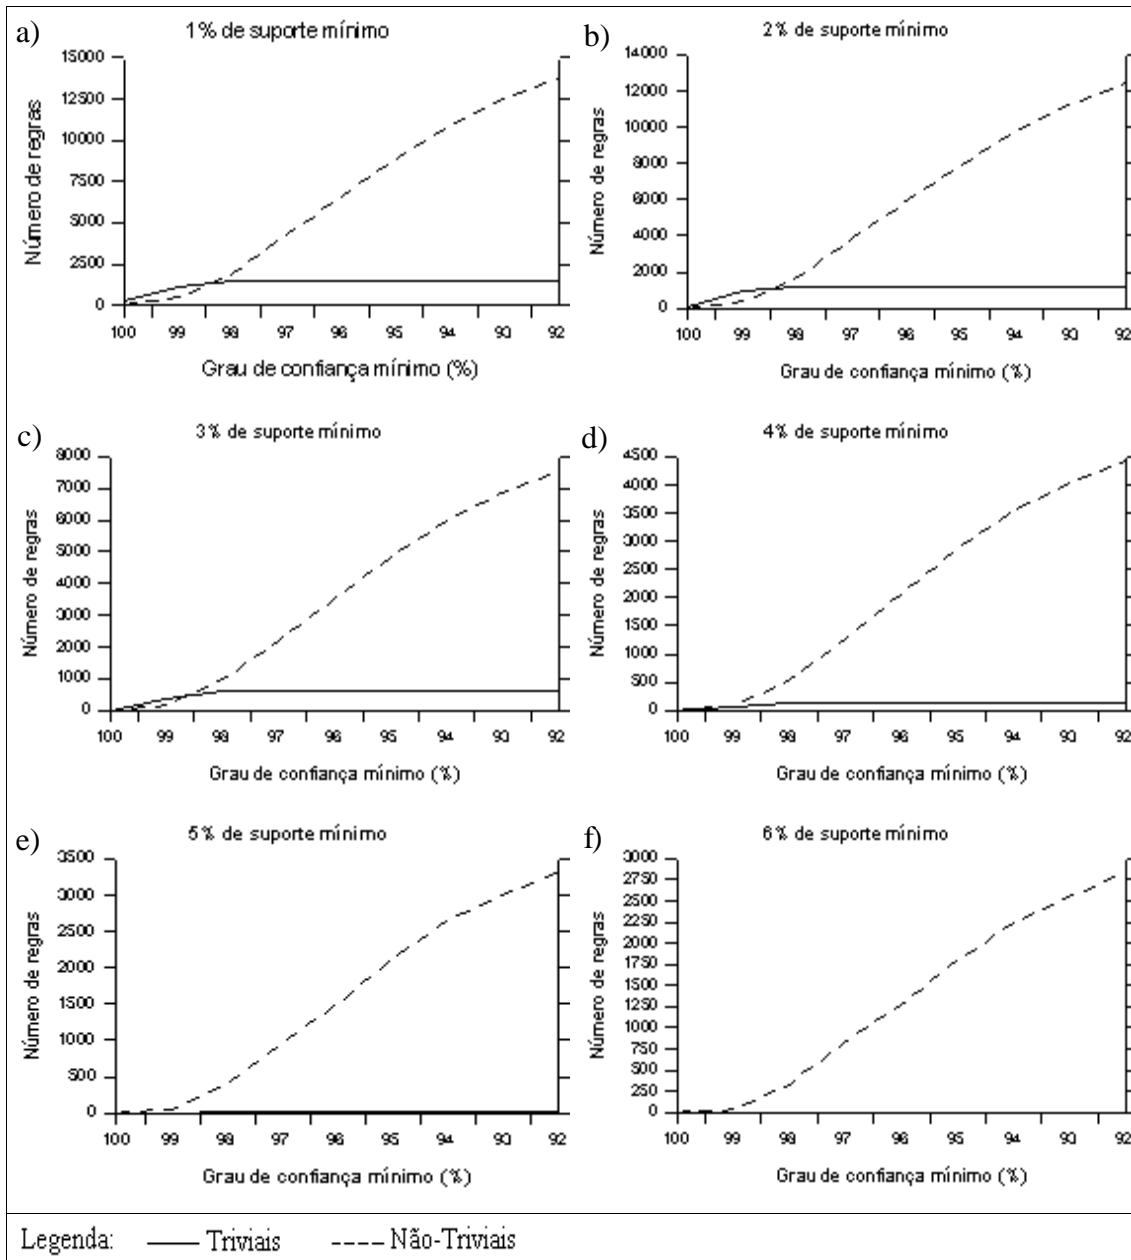 a)
1% de suporte mínimo
Número de regras
15000
12500
10000
7500
5000
2500
0
100 99 98 97 96 95 94 93 92
Grau de confiança mínimo (%)
b)
2% de suporte mínimo
Número de regras
14000
12000
10000
8000
6000
4000
2000
0
100 99 98 97 96 95 94 93 92
Grau de confiança mínimo (%)
c)
3% de suporte mínimo
Número de regras
8000
7000
6000
5000
4000
3000
2000
1000
0
100 99 98 97 96 95 94 93 92
Grau de confiança mínimo (%)
d)
4% de suporte mínimo
Número de regras
4500
4000
3500
3000
2500
2000
1500
1000
500
0
100 99 98 97 96 95 94 93 92
Grau de confiança mínimo (%)
e)
5% de suporte mínimo
Número de regras
3500
3000
2500
2000
1500
1000
500
0
100 99 98 97 96 95 94 93 92
Grau de confiança mínimo (%)
f)
6% de suporte mínimo
Número de regras
3000
2750
2500
2250
2000
1750
1500
1250
1000
750
500
250
0
100 99 98 97 96 95 94 93 92
Grau de confiança mínimo (%)
Legenda: Triviais Não-Triviais